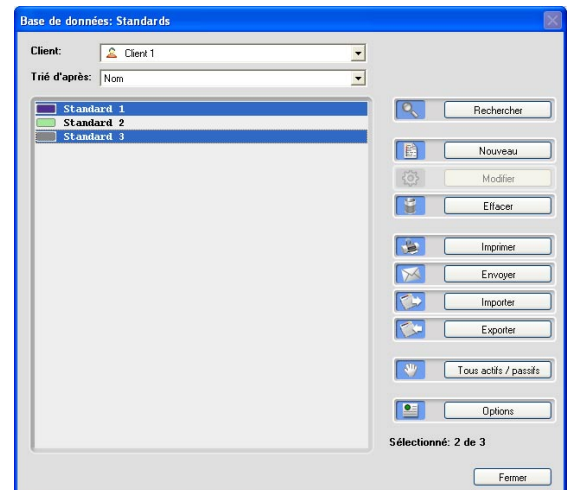 Base de données: Standards
Client:
Client 1
Trié d'après:
Nom
Standard 1
Standard 2
Standard 3
Rechercher
Nouveau
Modifier
Effacer
Imprimer
Envoyer
Importer
Exporter
Tous actifs / passifs
Options
Sélectionné: 2 de 3
Fermer